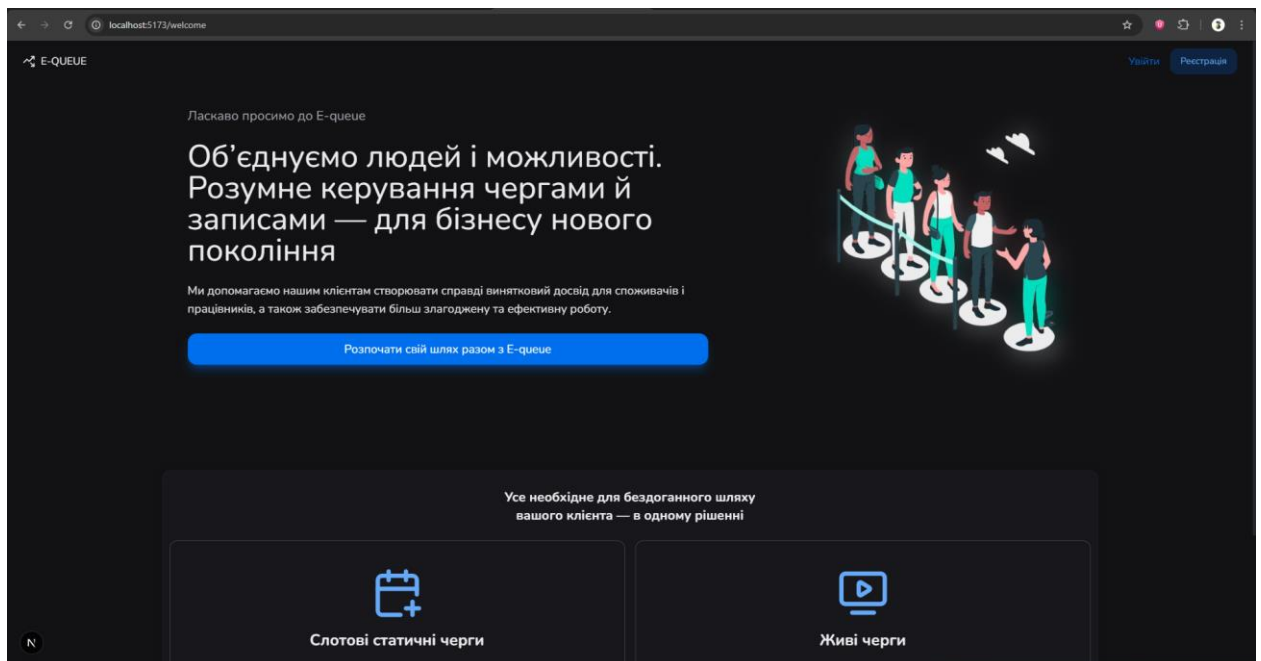 localhost:5173/welcome
E-QUEUE
Увійти
Реєстрація
Ласкаво просимо до E-queue
Об’єднуємо людей і можливості.
Розумне керування чергами й
записами — для бізнесу нового
покоління
Ми допомагаємо нашим клієнтам створювати справді винятковий досвід для споживачів і
працівників, а також забезпечувати більш злагоджену та ефективну роботу.
Розпочати свій шлях разом з E-queue
Усе необхідне для бездоганного шляху
вашого клієнта — в одному рішенні
Слотові статичні черги
Живі черги
N